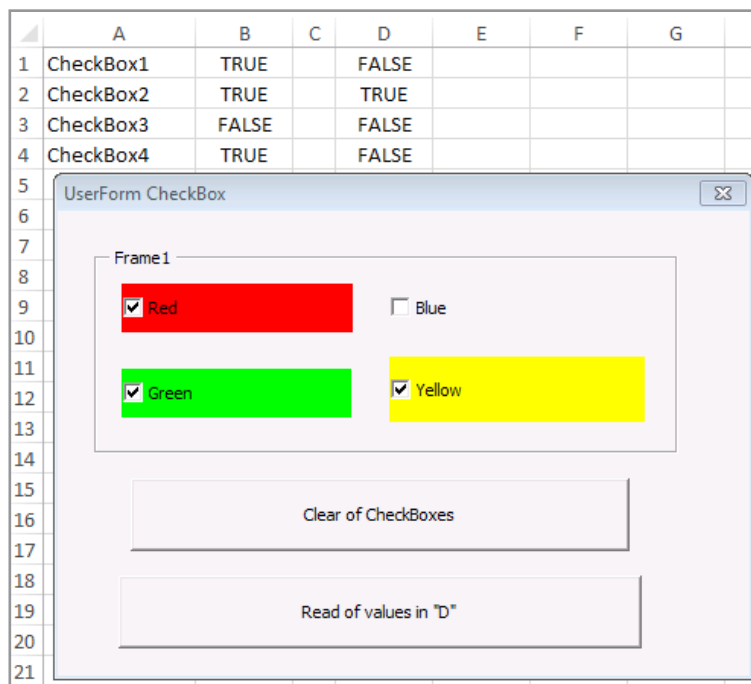 A B C D E F G
1 CheckBox1 TRUE FALSE
2 CheckBox2 TRUE TRUE
3 CheckBox3 FALSE FALSE
4 CheckBox4 TRUE FALSE
5
UserForm CheckBox
6
7
Frame1
8
9 Red Blue
10
11
12 Green Yellow
13
14
15
16 Clear of CheckBoxes
17
18
19 Read of values in "D"
20
21